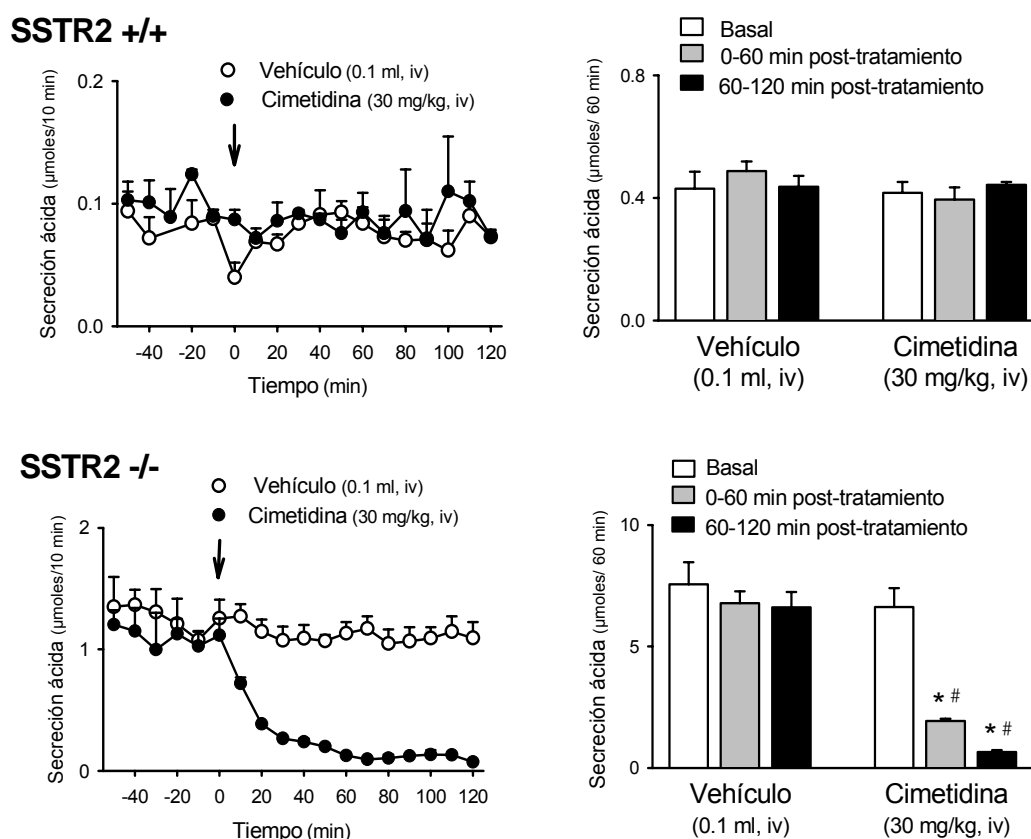 SSTR2 +/+
Vehículo (0.1 ml, iv)
Cimetidina (30 mg/kg, iv)
Secreción ácida (μmoles/10 min)
0.2
0.1
0.0
-40 -20 0 20 40 60 80 100 120
Tiempo (min)
Basal
0-60 min post-tratamiento
60-120 min post-tratamiento
Secreción ácida (μmoles/ 60 min)
0.8
0.4
0.0
Vehículo Cimetidina
(0.1 ml, iv) (30 mg/kg, iv)
SSTR2 -/-
Vehículo (0.1 ml, iv)
Cimetidina (30 mg/kg, iv)
Secreción ácida (μmoles/10 min)
2
1
0
-40 -20 0 20 40 60 80 100 120
Tiempo (min)
Basal
0-60 min post-tratamiento
60-120 min post-tratamiento
Secreción ácida (μmoles/ 60 min)
10
5
0
* #
* #
Vehículo Cimetidina
(0.1 ml, iv) (30 mg/kg, iv)